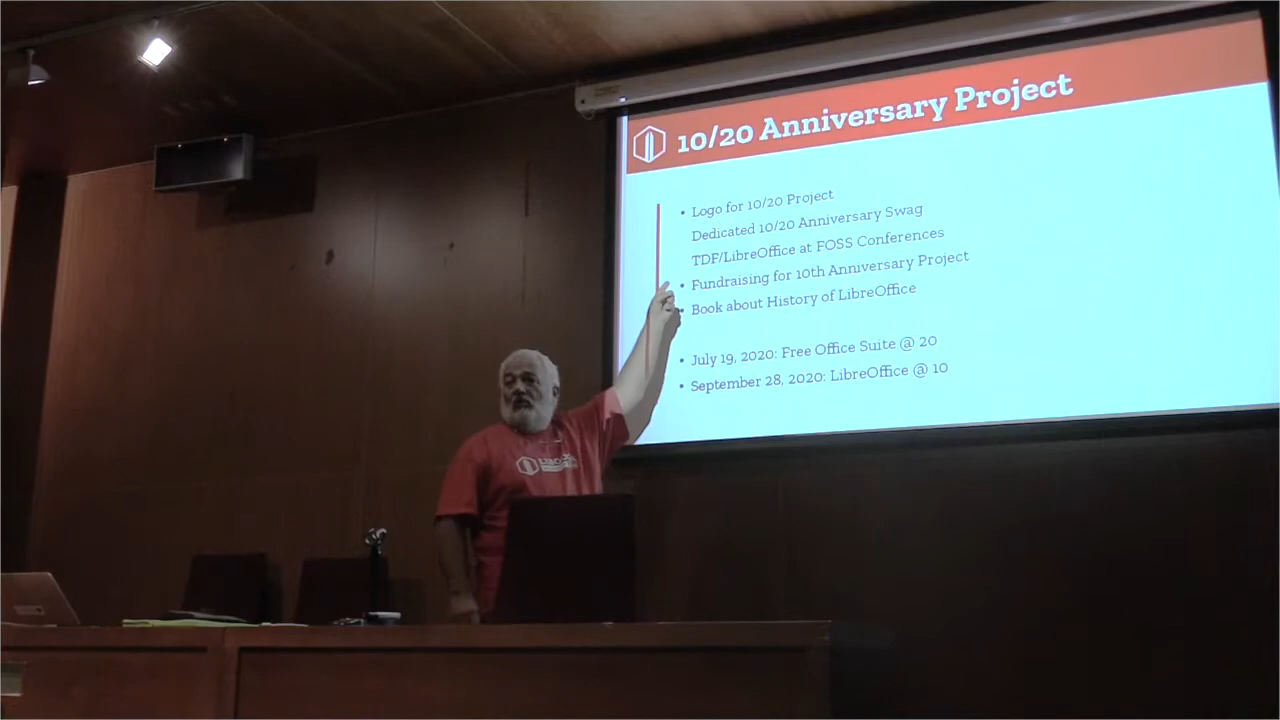 10/20 Anniversary Project
• Logo for 10/20 Project
Dedicated 10/20 Anniversary Swag
TDF/LibreOffice at FOSS Conferences
• Fundraising for 10th Anniversary Project
• Book about History of LibreOffice
• July 19, 2020: Free Office Suite @ 20
• September 28, 2020: LibreOffice @ 10